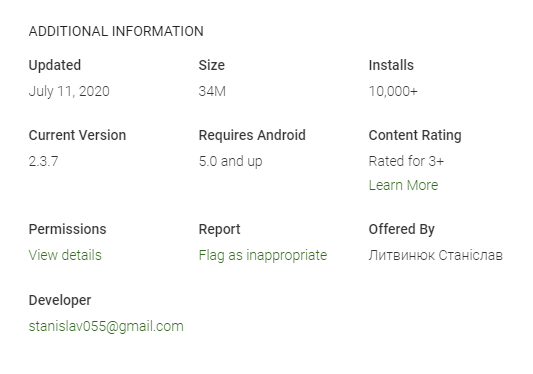 ADDITIONAL INFORMATION
Updated Size Installs
July 11, 2020 34M 10,000+
Current Version Requires Android Content Rating
2.3.7 5.0 and up Rated for 3+
Learn More
Permissions Report Offered By
View details Flag as inappropriate Литвинюк Станіслав
Developer
stanislav055@gmail.com